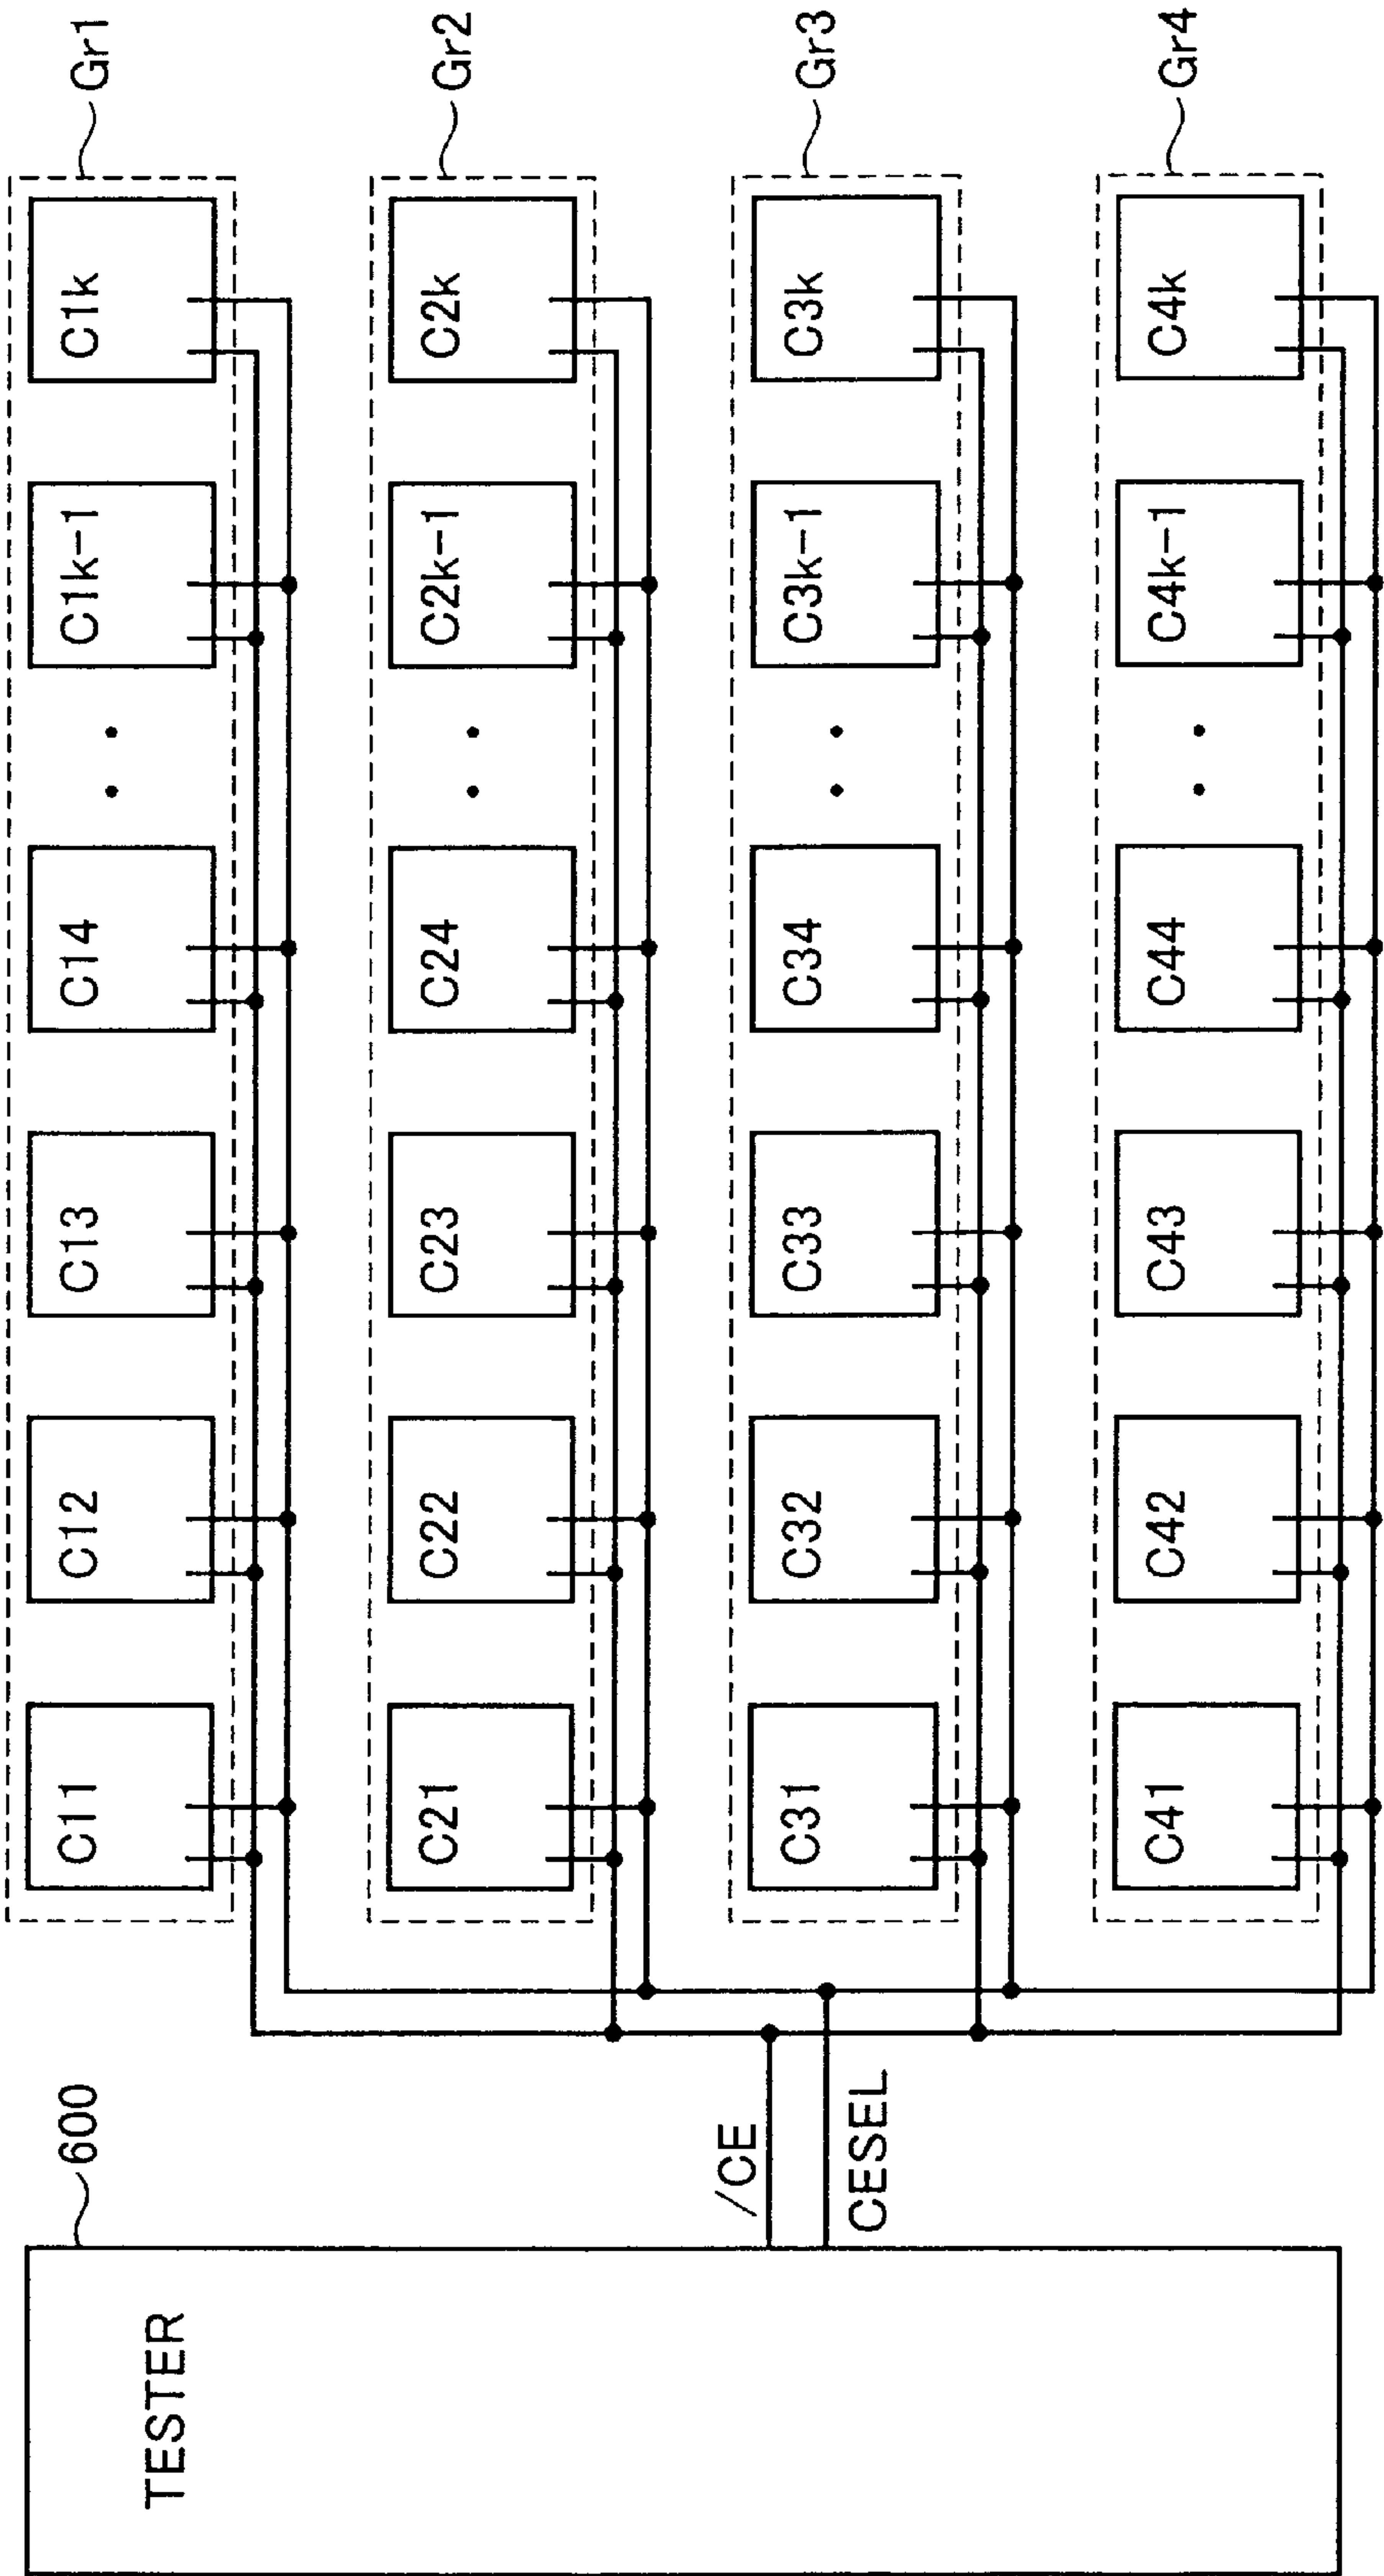 600
TESTER
/CE
CESEL
C11
C12
C13
C14
C1k-1
C1k
Gr1
C21
C22
C23
C24
C2k-1
C2k
Gr2
C31
C32
C33
C34
C3k-1
C3k
Gr3
C41
C42
C43
C44
C4k-1
C4k
Gr4